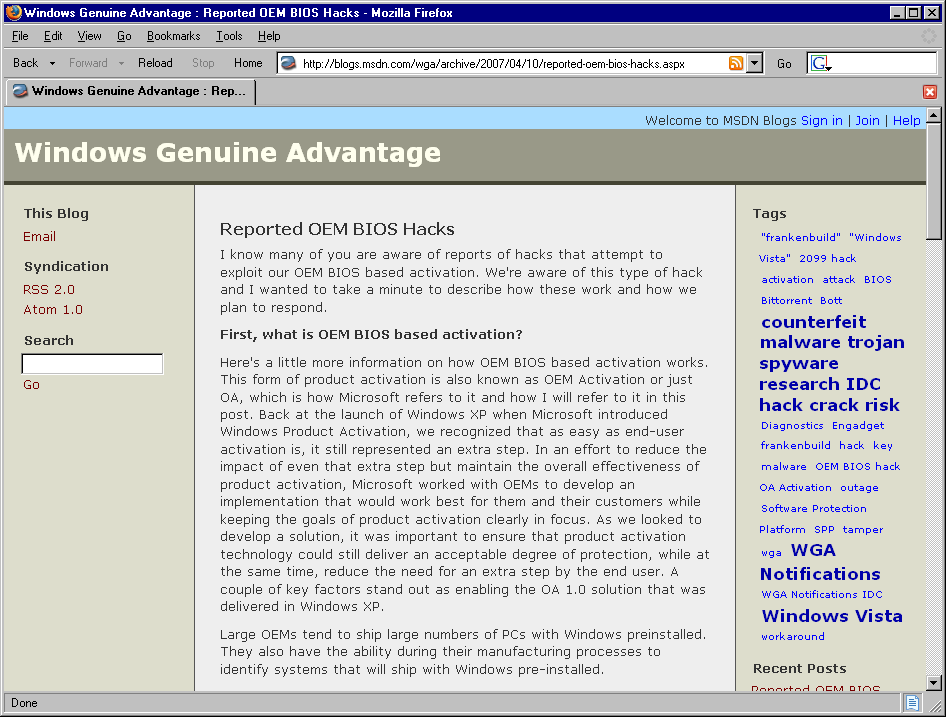 Windows Genuine Advantage : Reported OEM BIOS Hacks - Mozilla Firefox
File Edit View Go Bookmarks Tools Help
Back Forward Reload Stop Home http://blogs.msdn.com/wga/archive/2007/04/10/reported-oem-bios-hacks.aspx Go G
Windows Genuine Advantage : Rep...
Welcome to MSDN Blogs Sign in | Join | Help
Windows Genuine Advantage
This Blog
Email
Syndication
RSS 2.0
Atom 1.0
Search
Go
Reported OEM BIOS Hacks
I know many of you are aware of reports of hacks that attempt to
exploit our OEM BIOS based activation. We're aware of this type of hack
and I wanted to take a minute to describe how these work and how we
plan to respond.
First, what is OEM BIOS based activation?
Here's a little more information on how OEM BIOS based activation works.
This form of product activation is also known as OEM Activation or just
OA, which is how Microsoft refers to it and how I will refer to it in this
post. Back at the launch of Windows XP when Microsoft introduced
Windows Product Activation, we recognized that as easy as end-user
activation is, it still represented an extra step. In an effort to reduce the
impact of even that extra step but maintain the overall effectiveness of
product activation, Microsoft worked with OEMs to develop an
implementation that would work best for them and their customers while
keeping the goals of product activation clearly in focus. As we looked to
develop a solution, it was important to ensure that product activation
technology could still deliver an acceptable degree of protection, while at
the same time, reduce the need for an extra step by the end user. A
couple of key factors stand out as enabling the OA 1.0 solution that was
delivered in Windows XP.
Large OEMs tend to ship large numbers of PCs with Windows preinstalled.
They also have the ability during their manufacturing processes to
identify systems that will ship with Windows pre-installed.
Tags
"frankenbuild" "Windows
Vista" 2099 hack
activation attack BIOS
Bittorrent Bott
counterfeit
malware trojan
spyware
research IDC
hack crack risk
Diagnostics Engadget
frankenbuild hack key
malware OEM BIOS hack
OA Activation outage
Software Protection
Platform SPP tamper
wga WGA
Notifications
WGA Notifications IDC
Windows Vista
workaround
Recent Posts
Reported OEM BIOS
Done